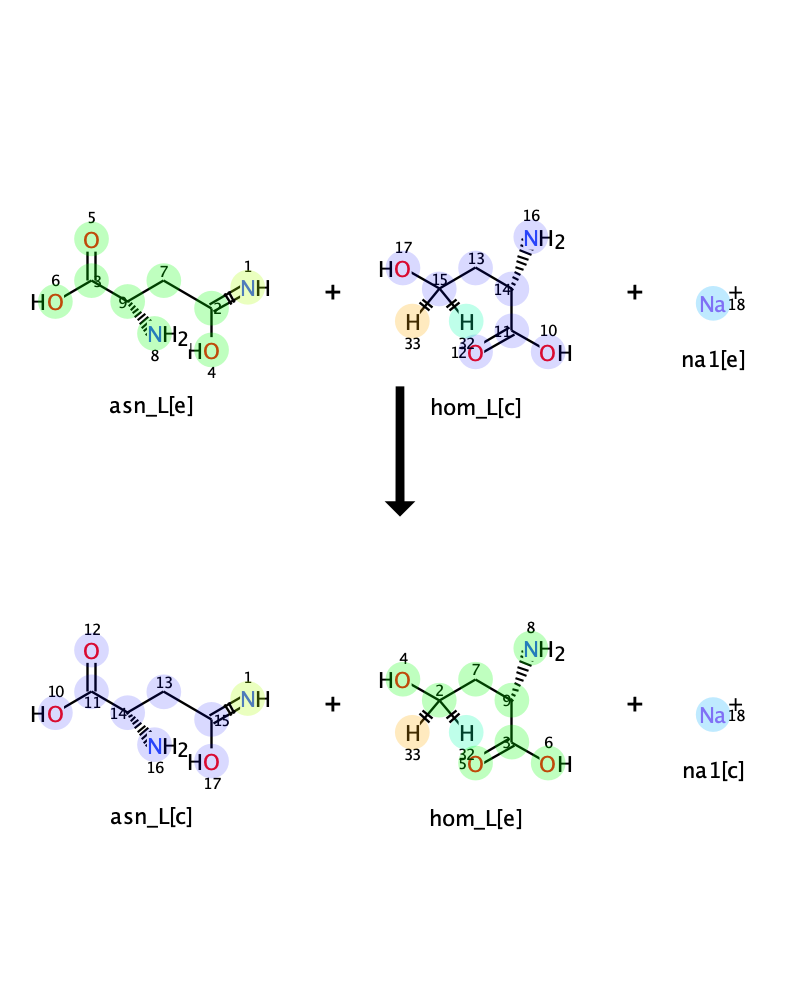 5 16
O NH2
17 13
6 3 7 1 HO 15
HO 9 2 NH + 14 + Na+ 18
H H
8 NH2 HO 33 32 11 10
4 12 O OH na1[e]
asn_L[e] hom_L[c]
12 8
O NH2
4 7
10 11 13 1 HO 2
HO 14 15 NH + 9 + Na+ 18
H H
16 NH2 HO 33 32 3 6
17 5 O OH na1[c]
asn_L[c] hom_L[e]